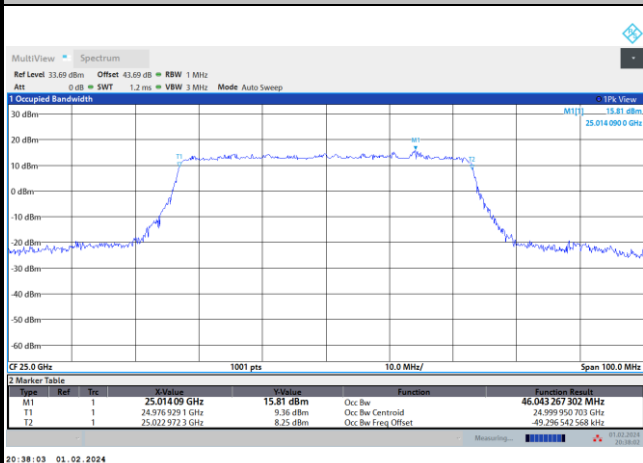 MultiView Spectrum
Ref Level 33.69 dBm Offset 43.69 dB RBW 1 MHz
Att 0 dB SWT 1.2 ms VBW 3 MHz Mode Auto Sweep
1 Occupied Bandwidth 1Pk View
M1[1] 15.81 dBm
25.014 090 0 GHz
30 dBm
20 dBm
M1
T1 T2
10 dBm
0 dBm
-10 dBm
-20 dBm
-30 dBm
-40 dBm
-50 dBm
-60 dBm
CF 25.0 GHz 1001 pts 10.0 MHz/ Span 100.0 MHz
2 Marker Table
Type Ref Trc X-Value Y-Value Function Function Result
M1 1 25.014 09 GHz 15.81 dBm Occ Bw 46.043 267 302 MHz
T1 1 24.976 929 1 GHz 9.36 dBm Occ Bw Centroid 24.999 950 703 GHz
T2 1 25.022 972 3 GHz 8.25 dBm Occ Bw Freq Offset -49.296 542 568 kHz
Measuring... 01.02.2024
20:38:02
20:38:03 01.02.2024